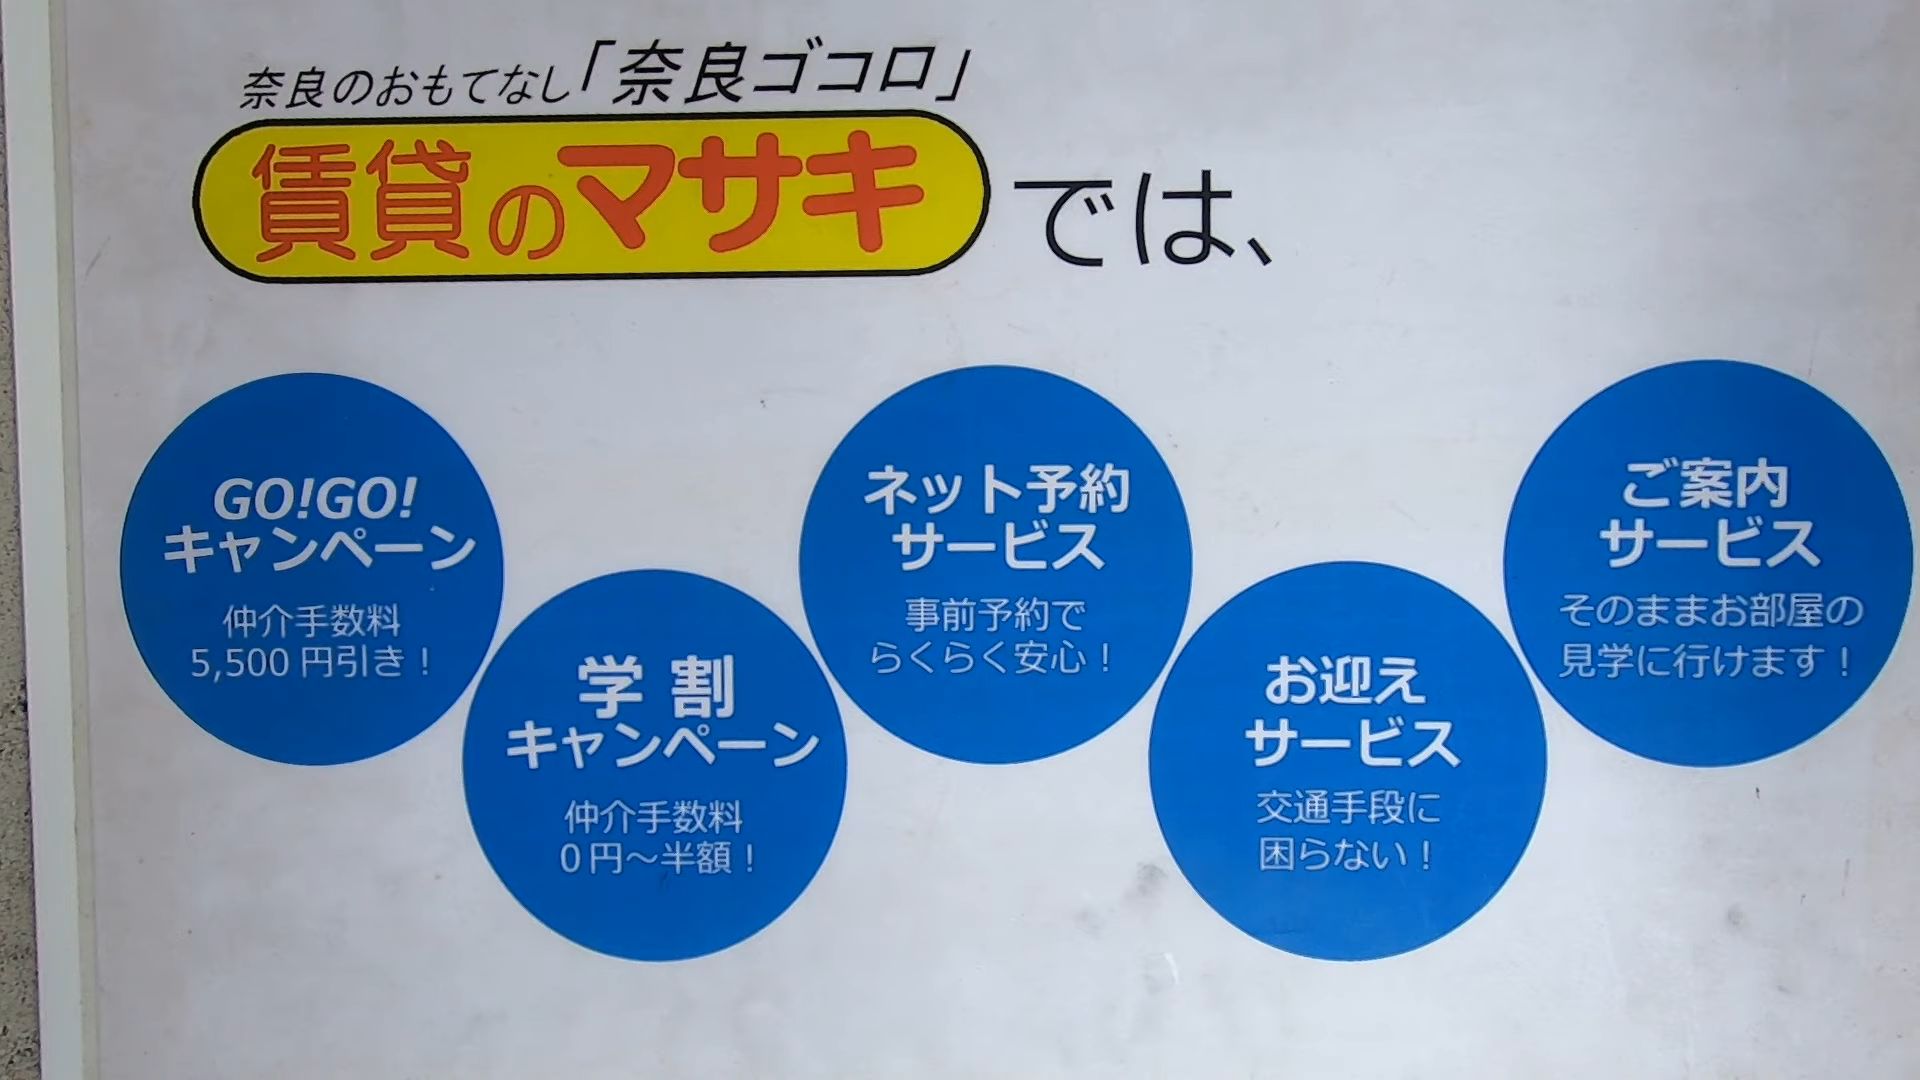 奈良のおもてなし「奈良ゴコロ」
賃貸のマサキでは、
GO!GO!
キャンペーン
仲介手数料
5,500円引き!
学割
キャンペーン
仲介手数料
0円～半額!
ネット予約
サービス
事前予約で
らくらく安心!
お迎え
サービス
交通手段に
困らない!
ご案内
サービス
そのままお部屋の
見学に行けます!